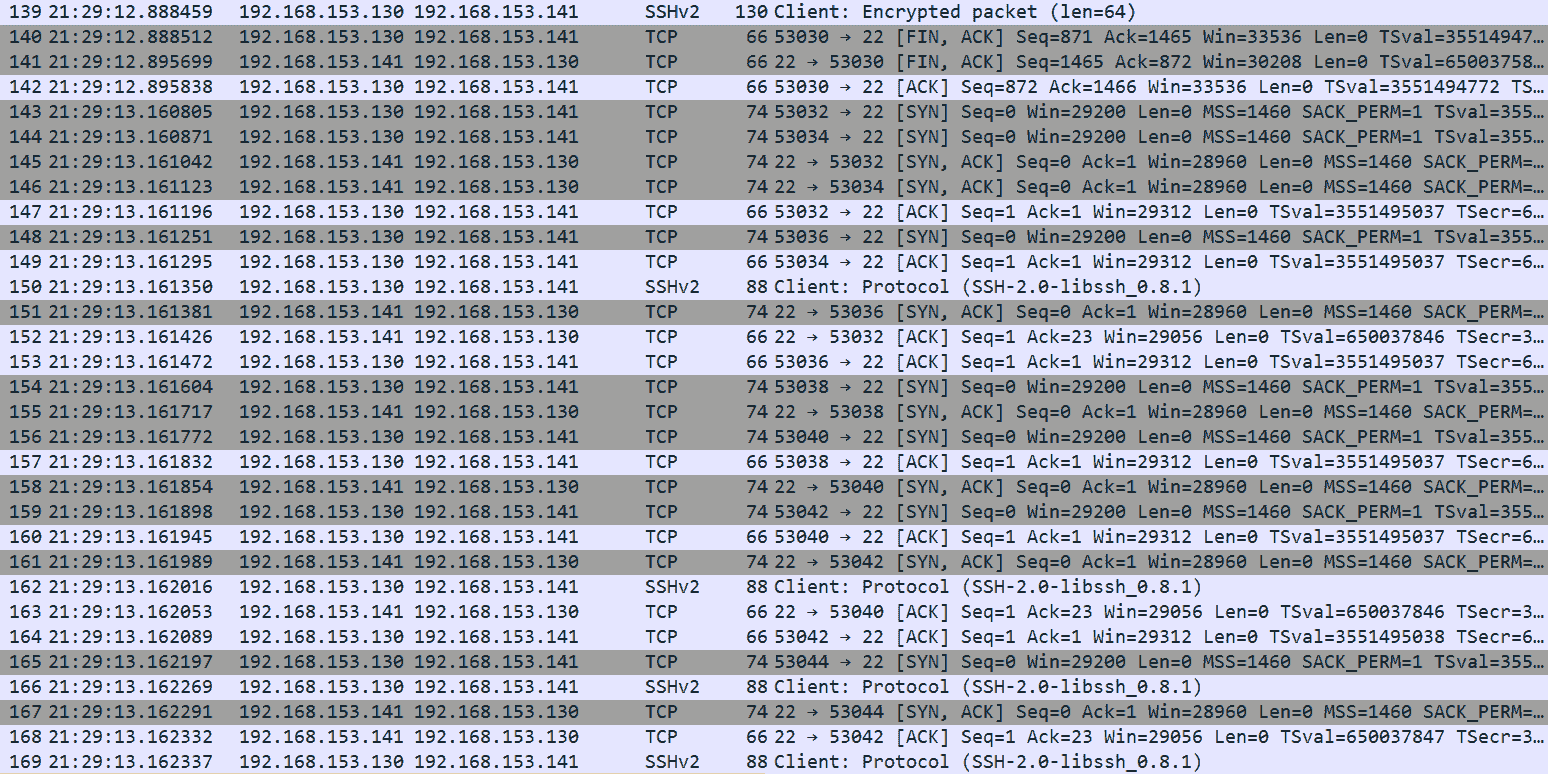 139 21:29:12.888459 192.168.153.130 192.168.153.141 SSHv2 130 Client: Encrypted packet (len=64)
140 21:29:12.888512 192.168.153.130 192.168.153.141 TCP 66 53030 → 22 [FIN, ACK] Seq=871 Ack=1465 Win=33536 Len=0 TSval=35514947…
141 21:29:12.895699 192.168.153.141 192.168.153.130 TCP 66 22 → 53030 [FIN, ACK] Seq=1465 Ack=872 Win=30208 Len=0 TSval=65003758…
142 21:29:12.895838 192.168.153.130 192.168.153.141 TCP 66 53030 → 22 [ACK] Seq=872 Ack=1466 Win=33536 Len=0 TSval=3551494772 TS…
143 21:29:13.160805 192.168.153.130 192.168.153.141 TCP 74 53032 → 22 [SYN] Seq=0 Win=29200 Len=0 MSS=1460 SACK_PERM=1 TSval=355…
144 21:29:13.160871 192.168.153.130 192.168.153.141 TCP 74 53034 → 22 [SYN] Seq=0 Win=29200 Len=0 MSS=1460 SACK_PERM=1 TSval=355…
145 21:29:13.161042 192.168.153.141 192.168.153.130 TCP 74 22 → 53032 [SYN, ACK] Seq=0 Ack=1 Win=28960 Len=0 MSS=1460 SACK_PERM=…
146 21:29:13.161123 192.168.153.141 192.168.153.130 TCP 74 22 → 53034 [SYN, ACK] Seq=0 Ack=1 Win=28960 Len=0 MSS=1460 SACK_PERM=…
147 21:29:13.161196 192.168.153.130 192.168.153.141 TCP 66 53032 → 22 [ACK] Seq=1 Ack=1 Win=29312 Len=0 TSval=3551495037 TSecr=6…
148 21:29:13.161251 192.168.153.130 192.168.153.141 TCP 74 53036 → 22 [SYN] Seq=0 Win=29200 Len=0 MSS=1460 SACK_PERM=1 TSval=355…
149 21:29:13.161295 192.168.153.130 192.168.153.141 TCP 66 53034 → 22 [ACK] Seq=1 Ack=1 Win=29312 Len=0 TSval=3551495037 TSecr=6…
150 21:29:13.161350 192.168.153.130 192.168.153.141 SSHv2 88 Client: Protocol (SSH-2.0-libssh_0.8.1)
151 21:29:13.161381 192.168.153.141 192.168.153.130 TCP 74 22 → 53036 [SYN, ACK] Seq=0 Ack=1 Win=28960 Len=0 MSS=1460 SACK_PERM=…
152 21:29:13.161426 192.168.153.141 192.168.153.130 TCP 66 22 → 53032 [ACK] Seq=1 Ack=23 Win=29056 Len=0 TSval=650037846 TSecr=3…
153 21:29:13.161472 192.168.153.130 192.168.153.141 TCP 66 53036 → 22 [ACK] Seq=1 Ack=1 Win=29312 Len=0 TSval=3551495037 TSecr=6…
154 21:29:13.161604 192.168.153.130 192.168.153.141 TCP 74 53038 → 22 [SYN] Seq=0 Win=29200 Len=0 MSS=1460 SACK_PERM=1 TSval=355…
155 21:29:13.161717 192.168.153.141 192.168.153.130 TCP 74 22 → 53038 [SYN, ACK] Seq=0 Ack=1 Win=28960 Len=0 MSS=1460 SACK_PERM=…
156 21:29:13.161772 192.168.153.130 192.168.153.141 TCP 74 53040 → 22 [SYN] Seq=0 Win=29200 Len=0 MSS=1460 SACK_PERM=1 TSval=355…
157 21:29:13.161832 192.168.153.130 192.168.153.141 TCP 66 53038 → 22 [ACK] Seq=1 Ack=1 Win=29312 Len=0 TSval=3551495037 TSecr=6…
158 21:29:13.161854 192.168.153.141 192.168.153.130 TCP 74 22 → 53040 [SYN, ACK] Seq=0 Ack=1 Win=28960 Len=0 MSS=1460 SACK_PERM=…
159 21:29:13.161898 192.168.153.130 192.168.153.141 TCP 74 53042 → 22 [SYN] Seq=0 Win=29200 Len=0 MSS=1460 SACK_PERM=1 TSval=355…
160 21:29:13.161945 192.168.153.130 192.168.153.141 TCP 66 53040 → 22 [ACK] Seq=1 Ack=1 Win=29312 Len=0 TSval=3551495037 TSecr=6…
161 21:29:13.161989 192.168.153.141 192.168.153.130 TCP 74 22 → 53042 [SYN, ACK] Seq=0 Ack=1 Win=28960 Len=0 MSS=1460 SACK_PERM=…
162 21:29:13.162016 192.168.153.130 192.168.153.141 SSHv2 88 Client: Protocol (SSH-2.0-libssh_0.8.1)
163 21:29:13.162053 192.168.153.141 192.168.153.130 TCP 66 22 → 53040 [ACK] Seq=1 Ack=23 Win=29056 Len=0 TSval=650037846 TSecr=3…
164 21:29:13.162089 192.168.153.130 192.168.153.141 TCP 66 53042 → 22 [ACK] Seq=1 Ack=1 Win=29312 Len=0 TSval=3551495038 TSecr=6…
165 21:29:13.162197 192.168.153.130 192.168.153.141 TCP 74 53044 → 22 [SYN] Seq=0 Win=29200 Len=0 MSS=1460 SACK_PERM=1 TSval=355…
166 21:29:13.162269 192.168.153.130 192.168.153.141 SSHv2 88 Client: Protocol (SSH-2.0-libssh_0.8.1)
167 21:29:13.162291 192.168.153.141 192.168.153.130 TCP 74 22 → 53044 [SYN, ACK] Seq=0 Ack=1 Win=28960 Len=0 MSS=1460 SACK_PERM=…
168 21:29:13.162332 192.168.153.141 192.168.153.130 TCP 66 22 → 53042 [ACK] Seq=1 Ack=23 Win=29056 Len=0 TSval=650037847 TSecr=3…
169 21:29:13.162337 192.168.153.130 192.168.153.141 SSHv2 88 Client: Protocol (SSH-2.0-libssh_0.8.1)